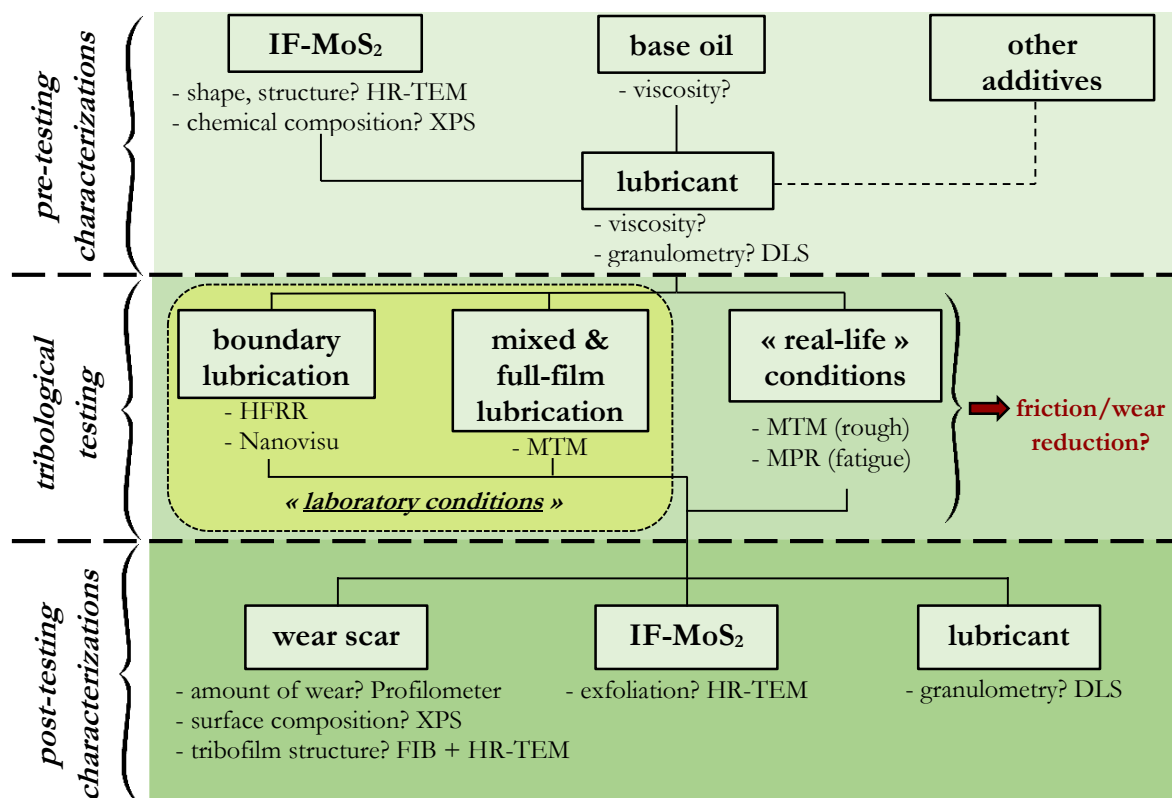 pre-testing
characterizations
IF-MoS₂
- shape, structure? HR-TEM
- chemical composition? XPS
base oil
- viscosity?
other
additives
lubricant
- viscosity?
- granulometry? DLS
tribological
testing
boundary
lubrication
- HFRR
- Nanovisu
mixed &
full-film
lubrication
- MTM
« laboratory conditions »
« real-life »
conditions
- MTM (rough)
- MPR (fatigue)
friction/wear
reduction?
post-testing
characterizations
wear scar
- amount of wear? Profilometer
- surface composition? XPS
- tribofilm structure? FIB + HR-TEM
IF-MoS₂
- exfoliation? HR-TEM
lubricant
- granulometry? DLS